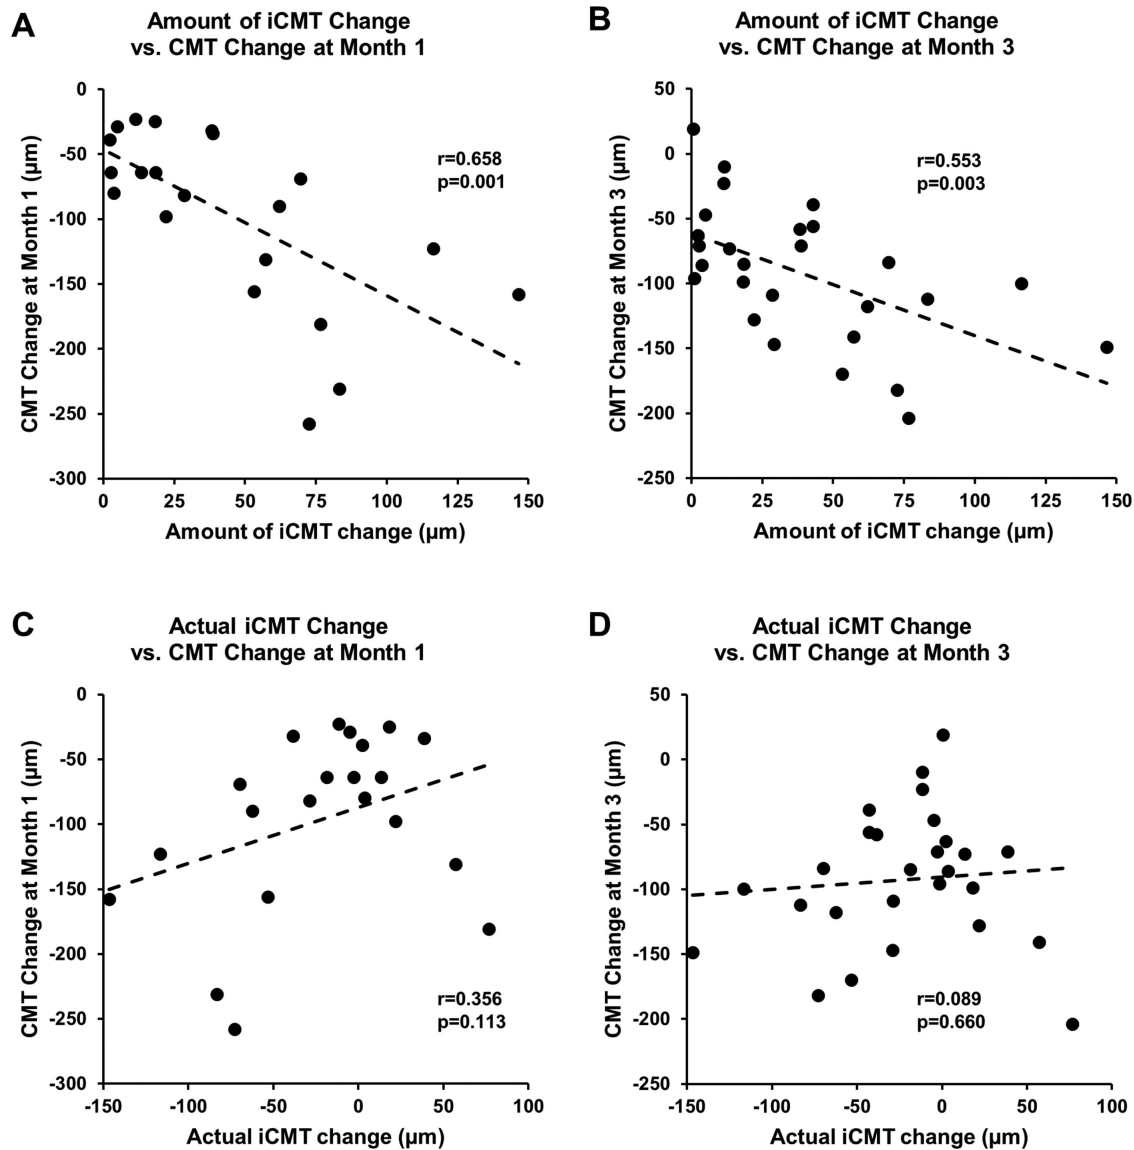 A
Amount of iCMT Change
vs. CMT Change at Month 1
0
-50
-100
-150
-200
-250
-300
CMT Change at Month 1 (μm)
r=0.658
p=0.001
0 25 50 75 100 125 150
Amount of iCMT change (μm)
B
Amount of iCMT Change
vs. CMT Change at Month 3
50
0
-50
-100
-150
-200
-250
CMT Change at Month 3 (μm)
r=0.553
p=0.003
0 25 50 75 100 125 150
Amount of iCMT change (μm)
C
Actual iCMT Change
vs. CMT Change at Month 1
0
-50
-100
-150
-200
-250
-300
CMT Change at Month 1 (μm)
r=0.356
p=0.113
-150 -100 -50 0 50 100
Actual iCMT change (μm)
D
Actual iCMT Change
vs. CMT Change at Month 3
50
0
-50
-100
-150
-200
-250
CMT Change at Month 3 (μm)
r=0.089
p=0.660
-150 -100 -50 0 50 100
Actual iCMT change (μm)